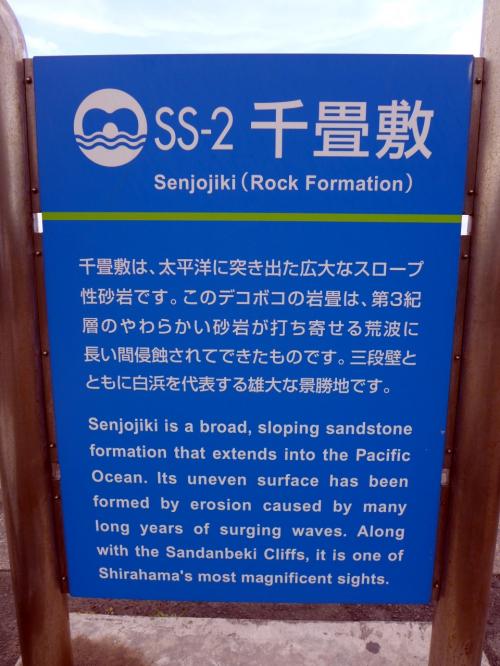 SS-2 千畳敷
Senjojiki (Rock Formation)
千畳敷は、太平洋に突き出た広大なスロープ
性砂岩です。このデコボコの岩畳は、第3紀
層のやわらかい砂岩が打ち寄せる荒波に
長い間侵蝕されてできたものです。三段壁と
ともに白浜を代表する雄大な景勝地です。
Senjojiki is a broad, sloping sandstone
formation that extends into the Pacific
Ocean. Its uneven surface has been
formed by erosion caused by many
long years of surging waves. Along
with the Sandanbeki Cliffs, it is one of
Shirahama's most magnificent sights.